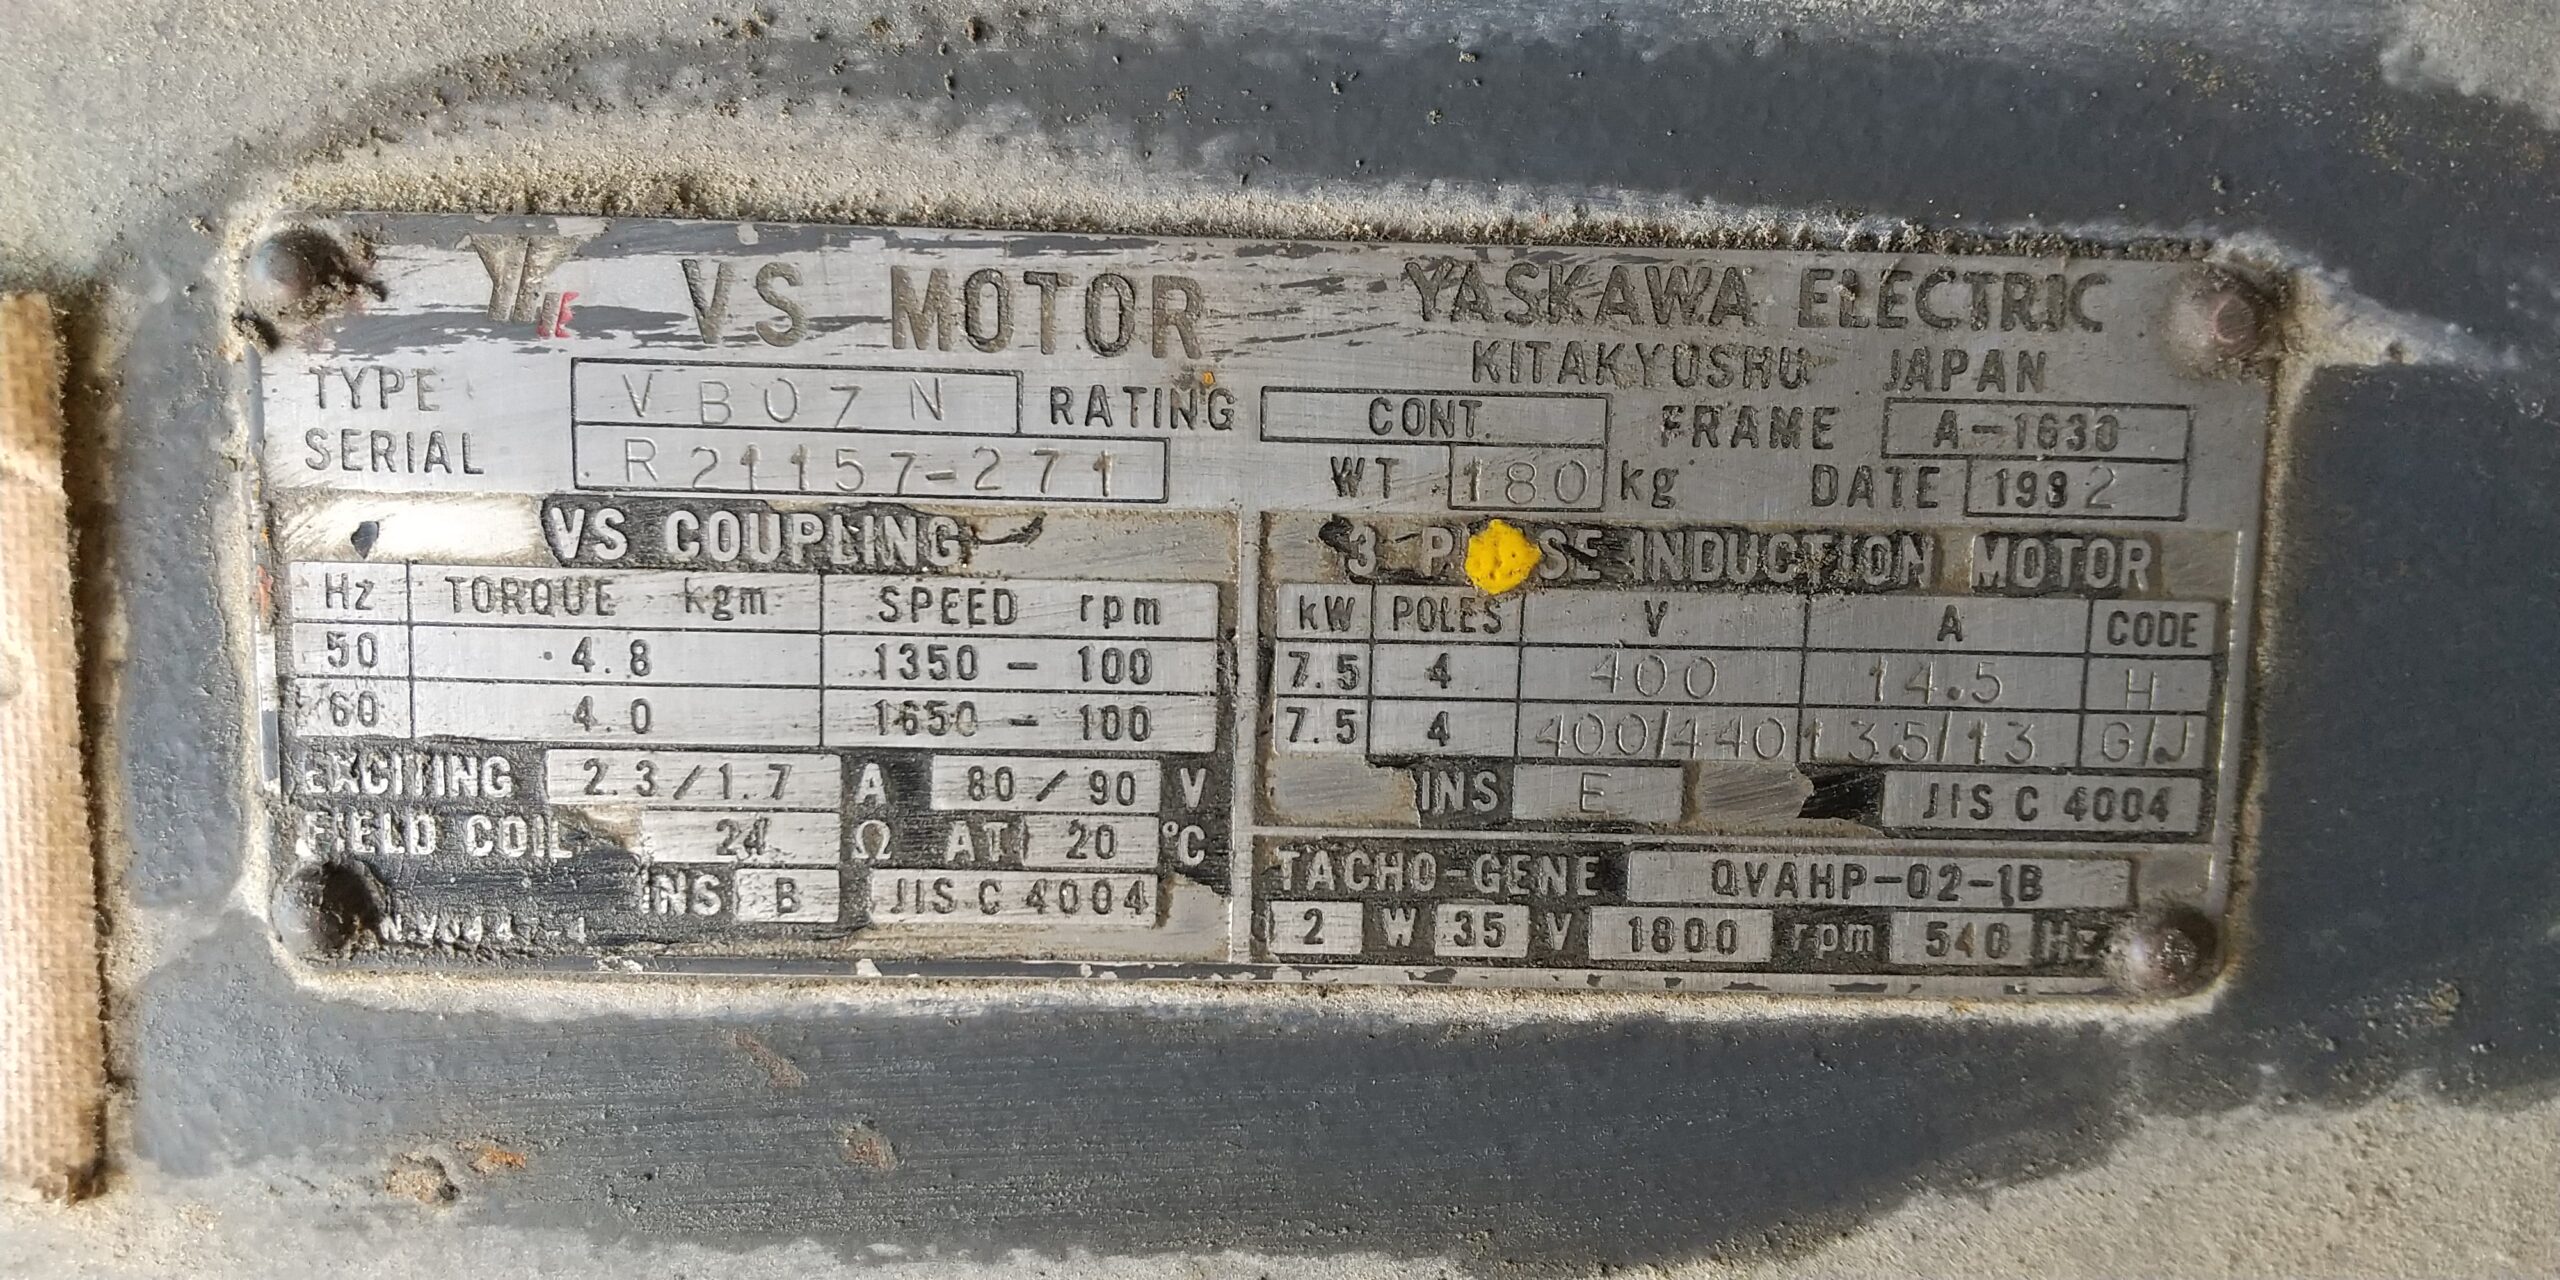 VS MOTOR YASKAWA ELECTRIC
KITAKYUSHU JAPAN
TYPE VB07N RATING CONT. FRAME A-1630
SERIAL R21157-271 WT 180 kg DATE 1992
VS COUPLING
Hz TORQUE kgm SPEED rpm
50 4.8 1350 - 100
60 4.0 1650 - 100
EXCITING 2.3/1.7 A 80/90 V
FIELD COIL 24 Ω AT 20 °C
INS B JIS C 4004
3 PHASE INDUCTION MOTOR
kW POLES V A CODE
7.5 4 400 14.5 H
7.5 4 400/440 13.5/13 G/J
INS E JIS C 4004
TACHO-GENE QVAHP-02-1B
2 W 35 V 1800 rpm 540 Hz